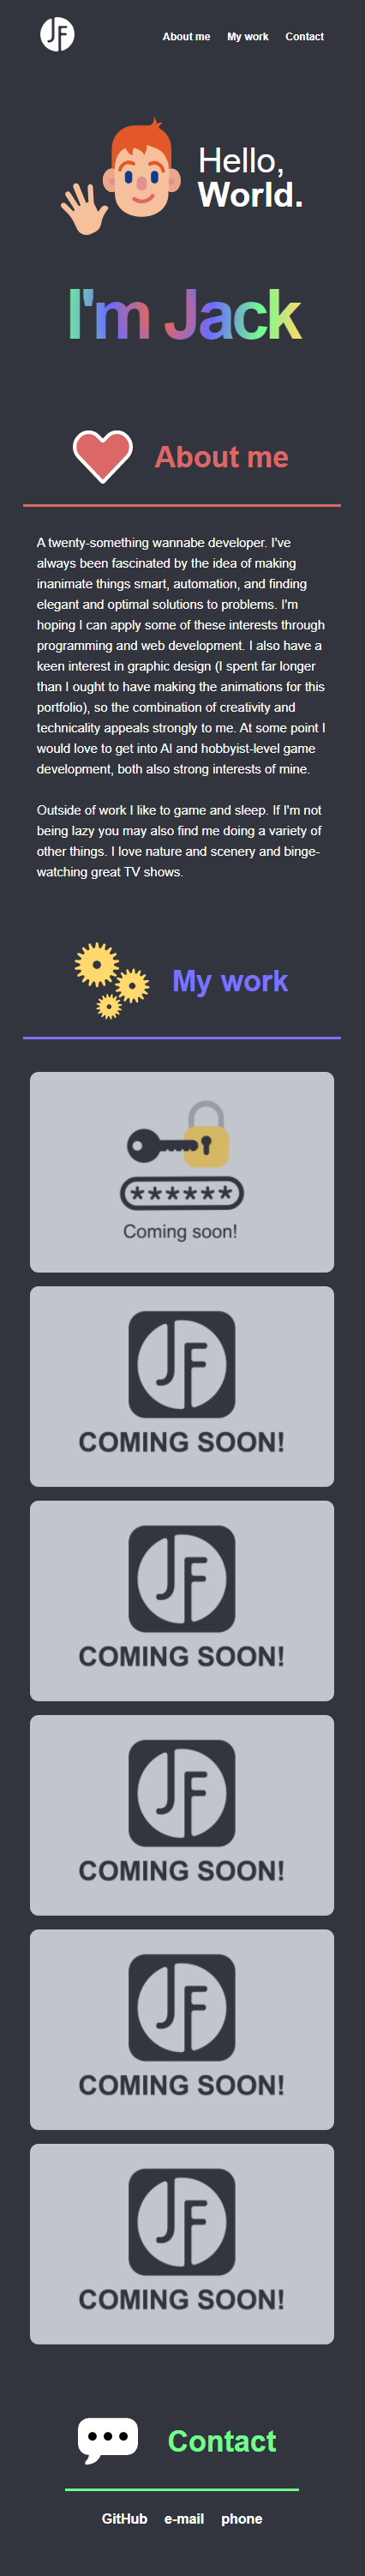 JF
About me My work Contact
Hello,
World.
I'm Jack
About me
A twenty-something wannabe developer. I've
always been fascinated by the idea of making
inanimate things smart, automation, and finding
elegant and optimal solutions to problems. I'm
hoping I can apply some of these interests through
programming and web development. I also have a
keen interest in graphic design (I spent far longer
than I ought to have making the animations for this
portfolio), so the combination of creativity and
technicality appeals strongly to me. At some point I
would love to get into AI and hobbyist-level game
development, both also strong interests of mine.
Outside of work I like to game and sleep. If I'm not
being lazy you may also find me doing a variety of
other things. I love nature and scenery and binge-
watching great TV shows.
My work
******
Coming soon!
JF
COMING SOON!
JF
COMING SOON!
JF
COMING SOON!
JF
COMING SOON!
JF
COMING SOON!
Contact
GitHub e-mail phone